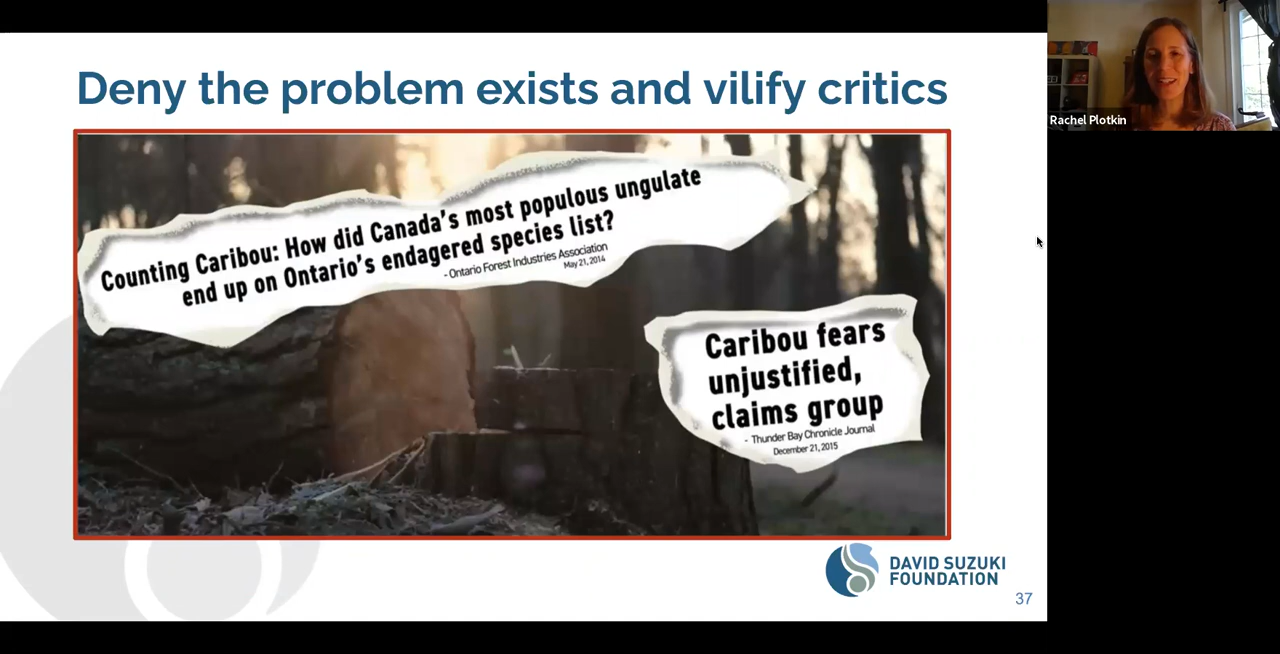 Deny the problem exists and vilify critics
Rachel Plotkin
Counting Caribou: How did Canada's most populous ungulate
end up on Ontario's endagered species list?
- Ontario Forest Industries Association
May 21, 2014
Caribou fears
unjustified,
claims group
- Thunder Bay Chronicle Journal
December 21, 2015
DAVID SUZUKI
FOUNDATION
37